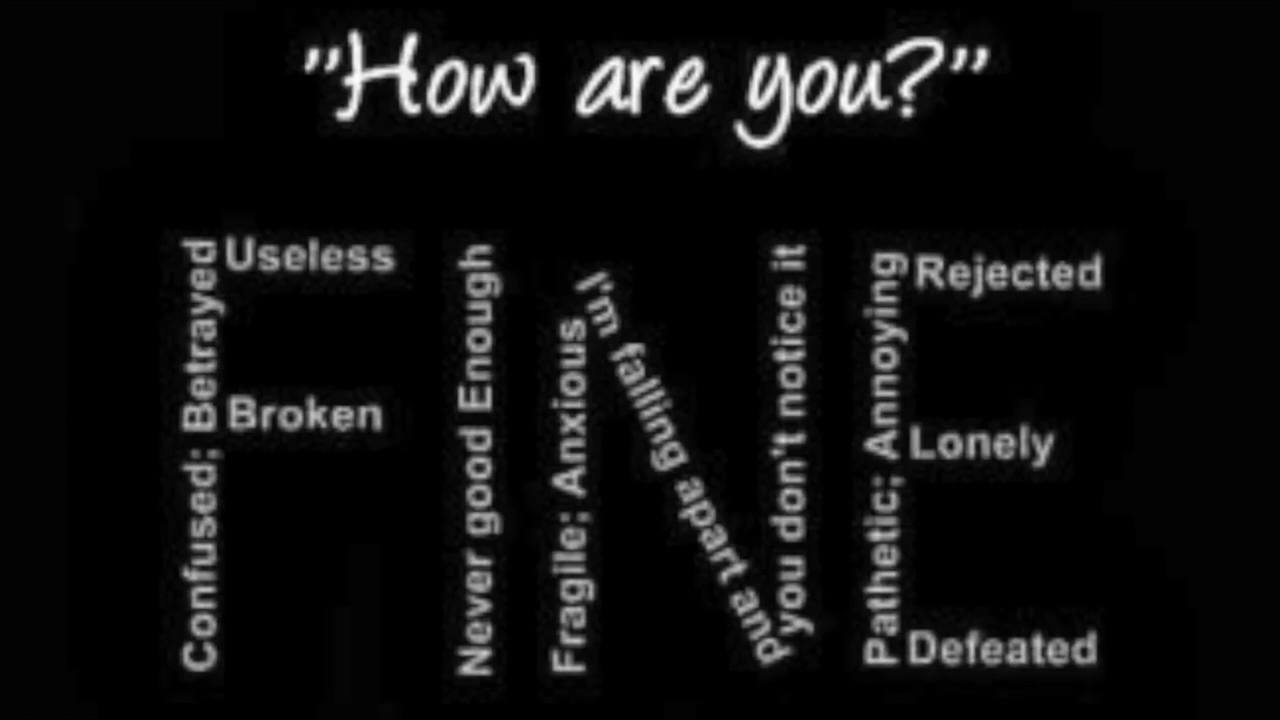 "How are you?"
Confused; Betrayed
Useless
Broken
Never good Enough
Fragile; Anxious
I'm falling apart and
you don't notice it
Pathetic; Annoying
Rejected
Lonely
Defeated